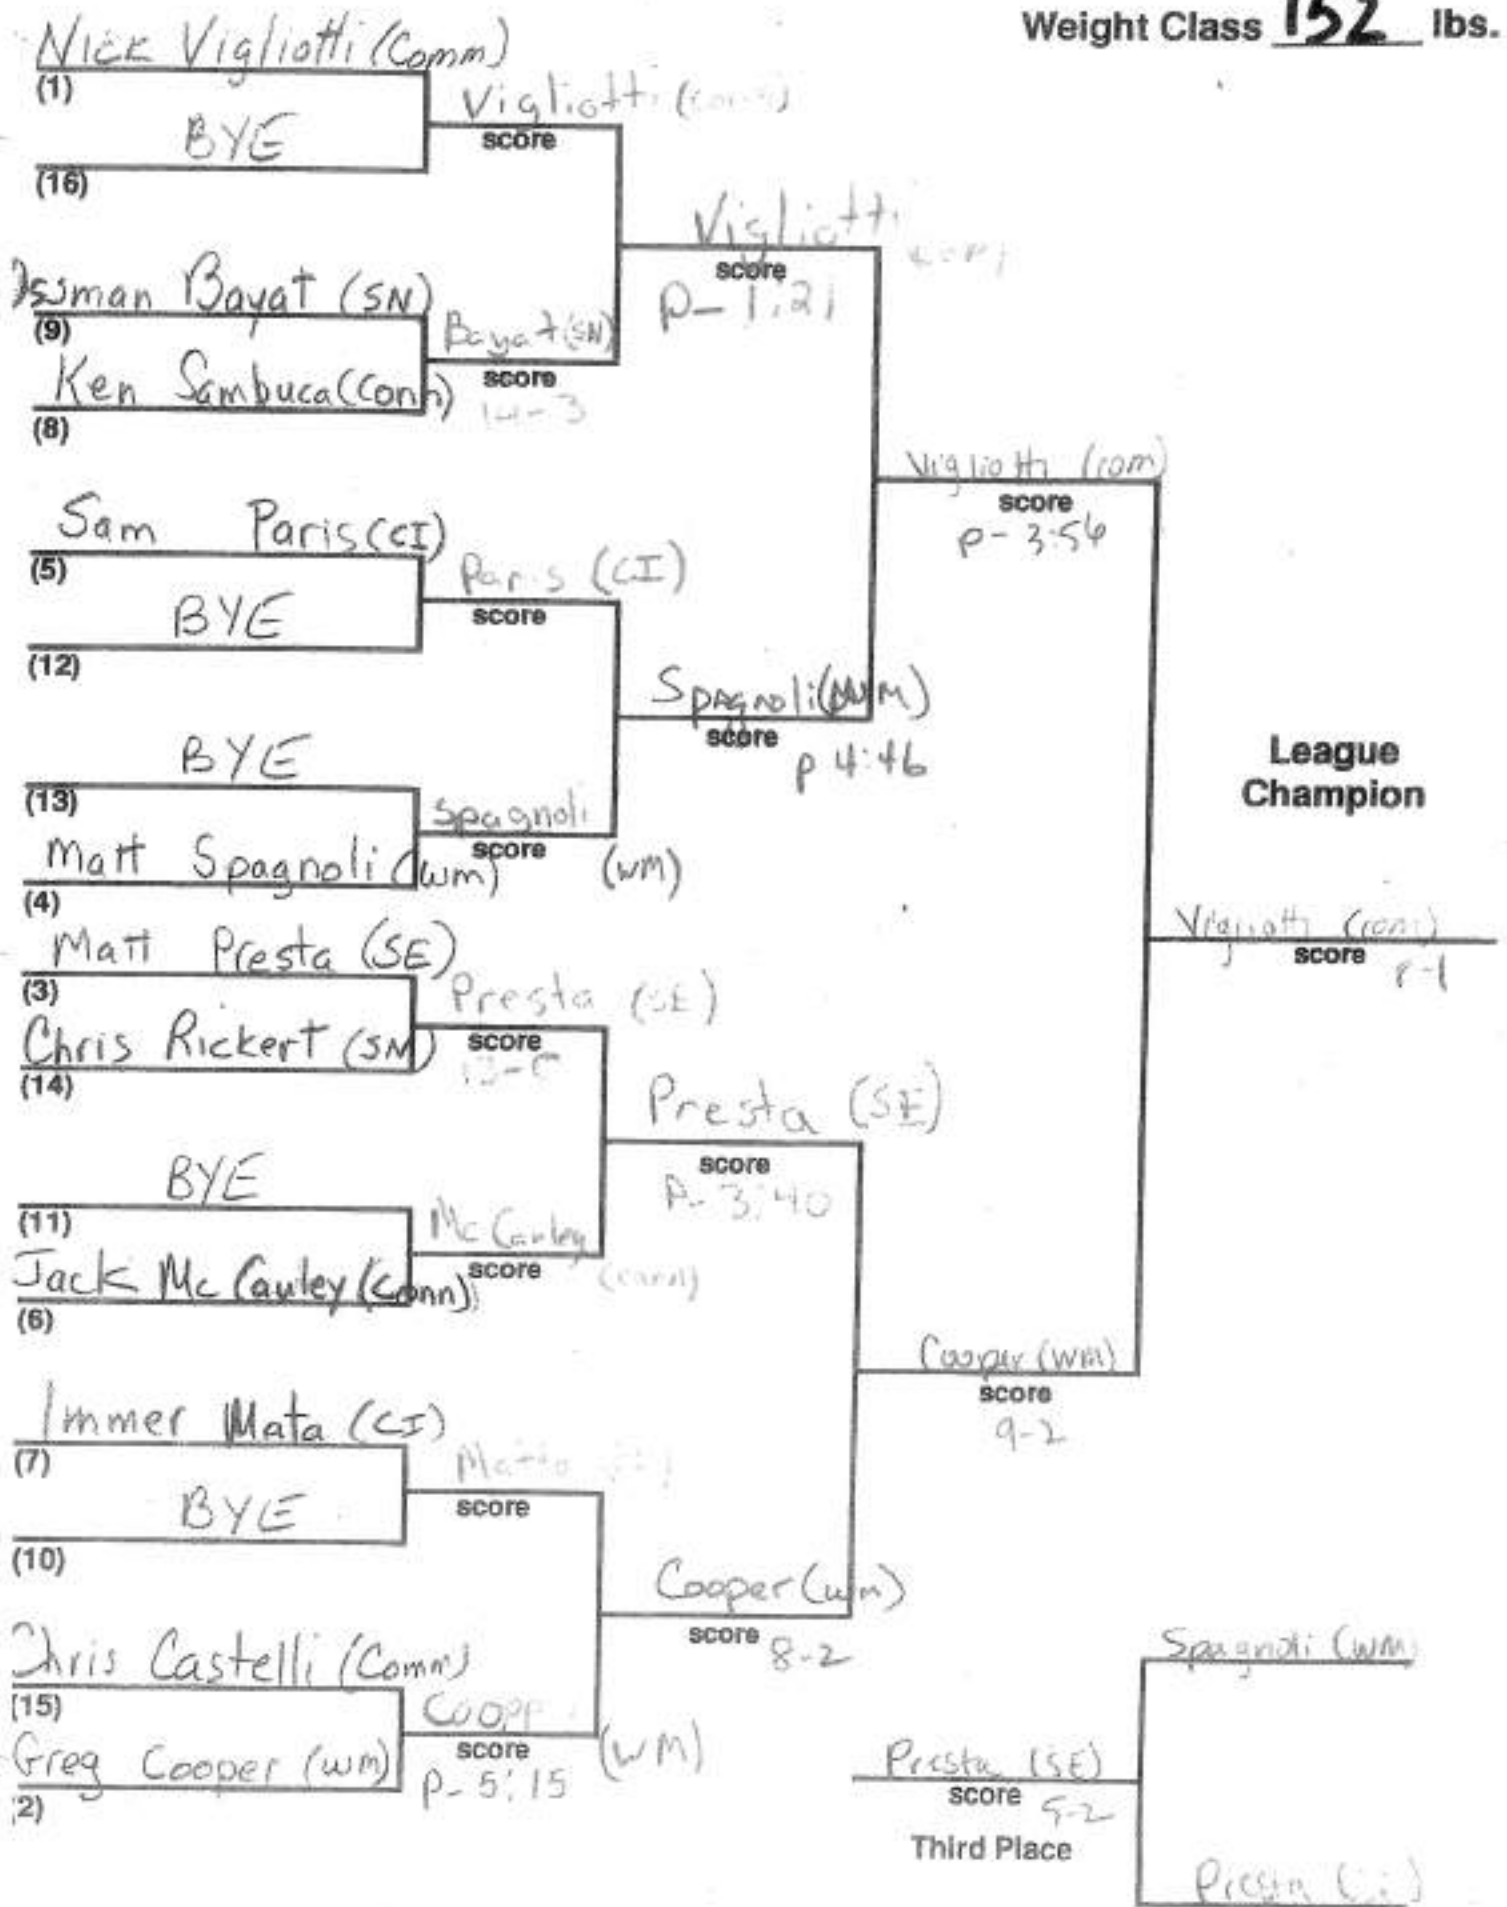 Weight Class 152 lbs.
Nick Vigliotti (Comm)
(1)
Vigliotti
score
BYE
(16)
Vigliotti
score
p-1:21
Bayat (SN)
(9)
Bayat (SN)
score
14-3
Ken Sambuca (Conn)
(8)
Vigliotti (com)
score
p-3:56
Sam Paris (CI)
(5)
Paris (CI)
score
BYE
(12)
Spagnoli (WM)
score
p 4:46
BYE
(13)
Spagnoli
score
(WM)
Matt Spagnoli (WM)
(4)
League
Champion
Vigliotti (com)
score
Matt Presta (SE)
(3)
Presta (SE)
score
Chris Rickert (SN)
(14)
Presta (SE)
score
P-3:40
BYE
(11)
McCauley
score
(conn)
Jack McCauley (Conn)
(6)
Cooper (WM)
score
9-2
Immer Mata (CI)
(7)
score
BYE
(10)
Cooper (WM)
score
8-2
Chris Castelli (Comm)
(15)
score
(WM)
p-5:15
Greg Cooper (WM)
2)
Spagnoli (WM)
Presta (SE)
score
Third Place
Presta